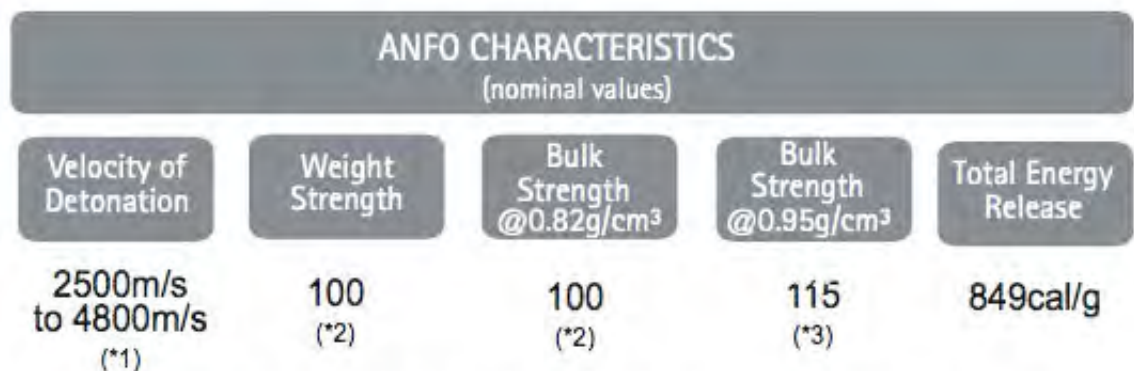 ANFO CHARACTERISTICS
(nominal values)
Velocity of
Detonation
Weight
Strength
Bulk
Strength
@0.82g/cm³
Bulk
Strength
@0.95g/cm³
Total Energy
Release
2500m/s
to 4800m/s
(*1)
100
(*2)
100
(*2)
115
(*3)
849cal/g